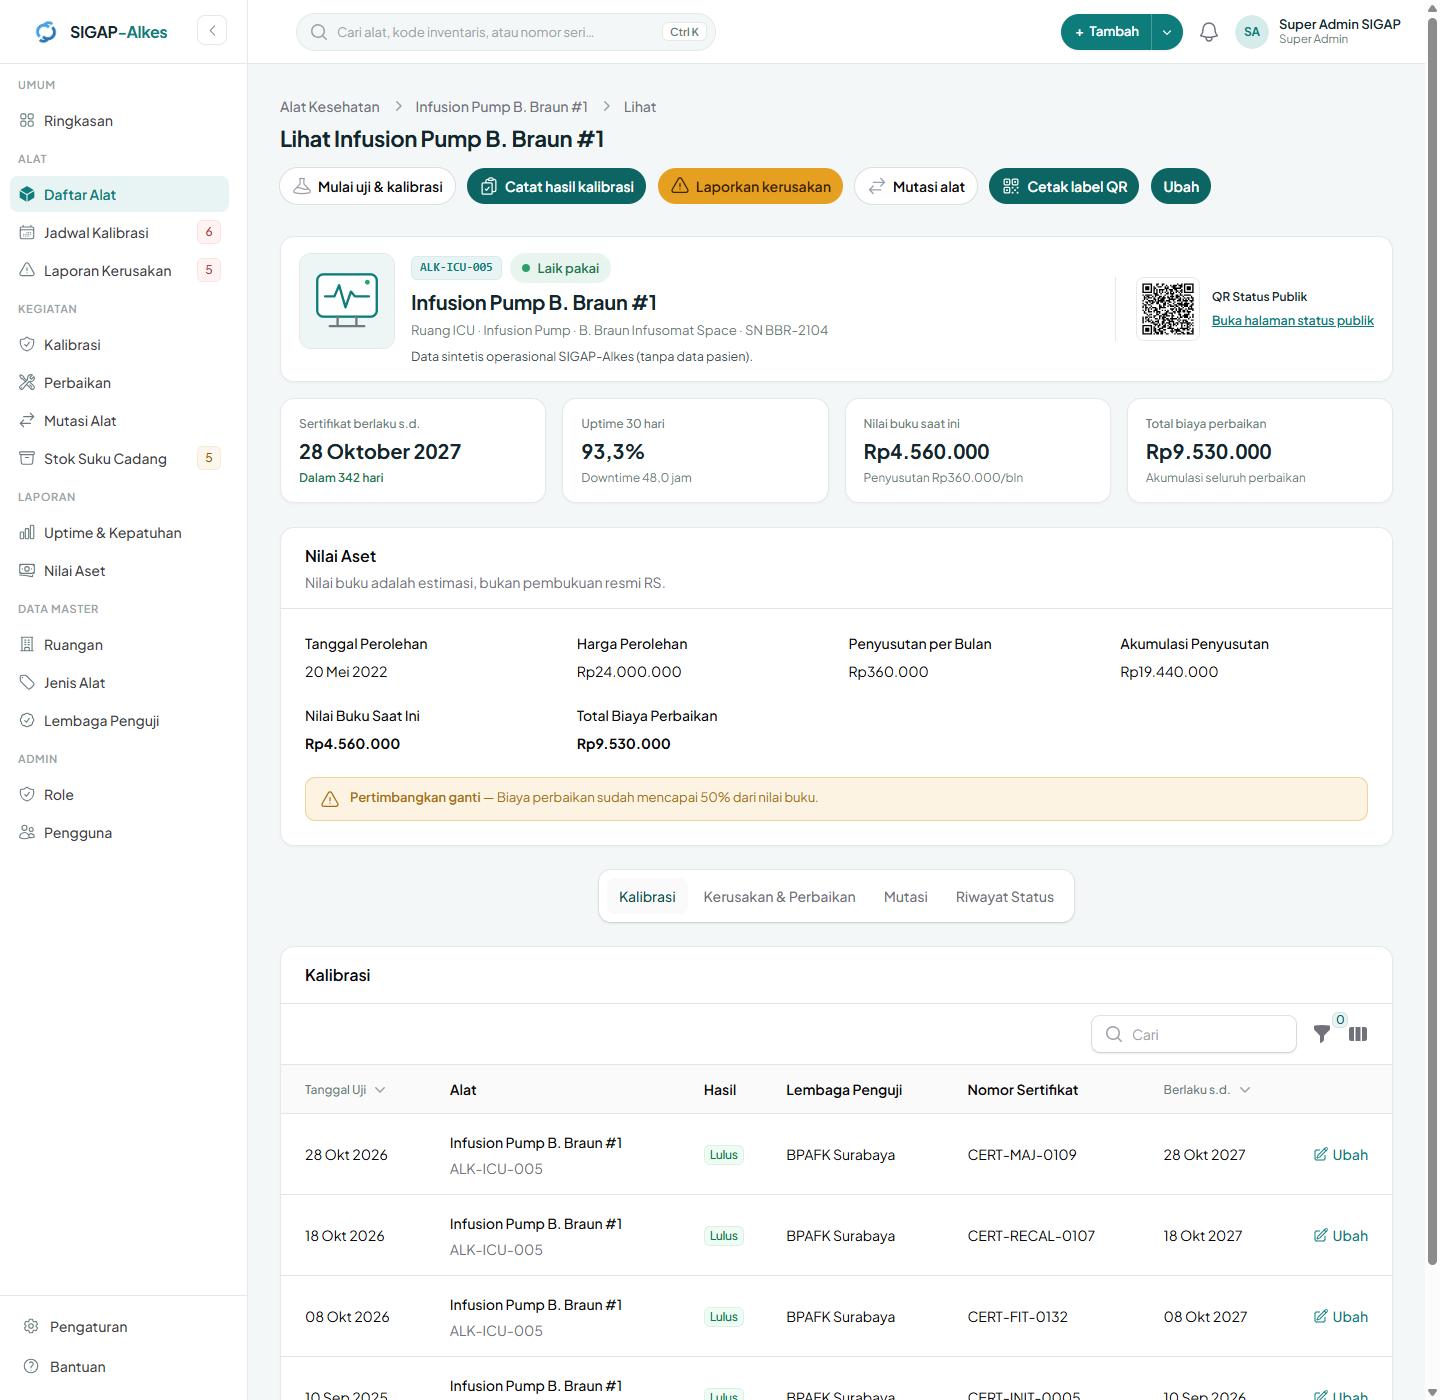 SIGAP-Alkes
Cari alat, kode inventaris, atau nomor seri...
Ctrl K
+ Tambah
SA
Super Admin SIGAP
Super Admin
UMUM
Ringkasan
ALAT
Daftar Alat
Jadwal Kalibrasi 6
Laporan Kerusakan 5
KEGIATAN
Kalibrasi
Perbaikan
Mutasi Alat
Stok Suku Cadang 5
LAPORAN
Uptime & Kepatuhan
Nilai Aset
DATA MASTER
Ruangan
Jenis Alat
Lembaga Penguji
ADMIN
Role
Pengguna
Pengaturan
Bantuan
Alat Kesehatan > Infusion Pump B. Braun #1 > Lihat
Lihat Infusion Pump B. Braun #1
Mulai uji & kalibrasi
Catat hasil kalibrasi
Laporkan kerusakan
Mutasi alat
Cetak label QR
Ubah
ALK-ICU-005
Laik pakai
Infusion Pump B. Braun #1
Ruang ICU · Infusion Pump · B. Braun Infusomat Space · SN BBR-2104
Data sintetis operasional SIGAP-Alkes (tanpa data pasien).
QR Status Publik
Buka halaman status publik
Sertifikat berlaku s.d.
28 Oktober 2027
Dalam 342 hari
Uptime 30 hari
93,3%
Downtime 48,0 jam
Nilai buku saat ini
Rp4.560.000
Penyusutan Rp360.000/bln
Total biaya perbaikan
Rp9.530.000
Akumulasi seluruh perbaikan
Nilai Aset
Nilai buku adalah estimasi, bukan pembukuan resmi RS.
Tanggal Perolehan
20 Mei 2022
Harga Perolehan
Rp24.000.000
Penyusutan per Bulan
Rp360.000
Akumulasi Penyusutan
Rp19.440.000
Nilai Buku Saat Ini
Rp4.560.000
Total Biaya Perbaikan
Rp9.530.000
Pertimbangkan ganti — Biaya perbaikan sudah mencapai 50% dari nilai buku.
Kalibrasi
Kerusakan & Perbaikan
Mutasi
Riwayat Status
Kalibrasi
Cari
0
Tanggal Uji Alat Hasil Lembaga Penguji Nomor Sertifikat Berlaku s.d.
28 Okt 2026 Infusion Pump B. Braun #1 Lulus BPAFK Surabaya CERT-MAJ-0109 28 Okt 2027 Ubah
ALK-ICU-005
18 Okt 2026 Infusion Pump B. Braun #1 Lulus BPAFK Surabaya CERT-RECAL-0107 18 Okt 2027 Ubah
ALK-ICU-005
08 Okt 2026 Infusion Pump B. Braun #1 Lulus BPAFK Surabaya CERT-FIT-0132 08 Okt 2027 Ubah
ALK-ICU-005
10 Sep 2025 Infusion Pump B. Braun #1 Lulus BPAFK Surabaya CERT-INIT-0005 10 Sep 2026 Ubah